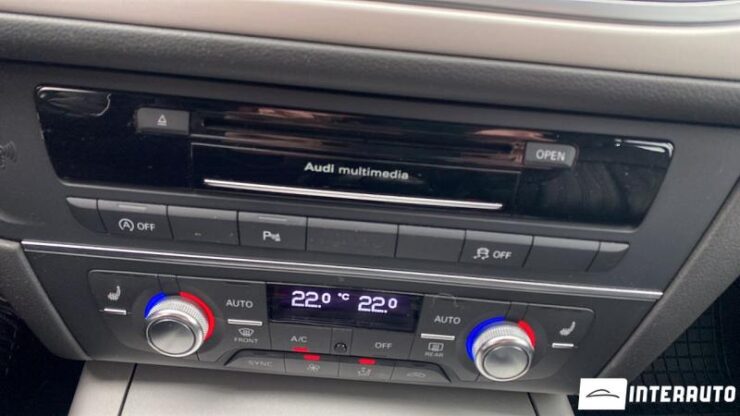 OPEN
Audi multimedia
A OFF
P
OFF
AUTO
22.0 °C 22.0
AUTO
FRONT
A/C
OFF
REAR
SYNC
INTERAUTO